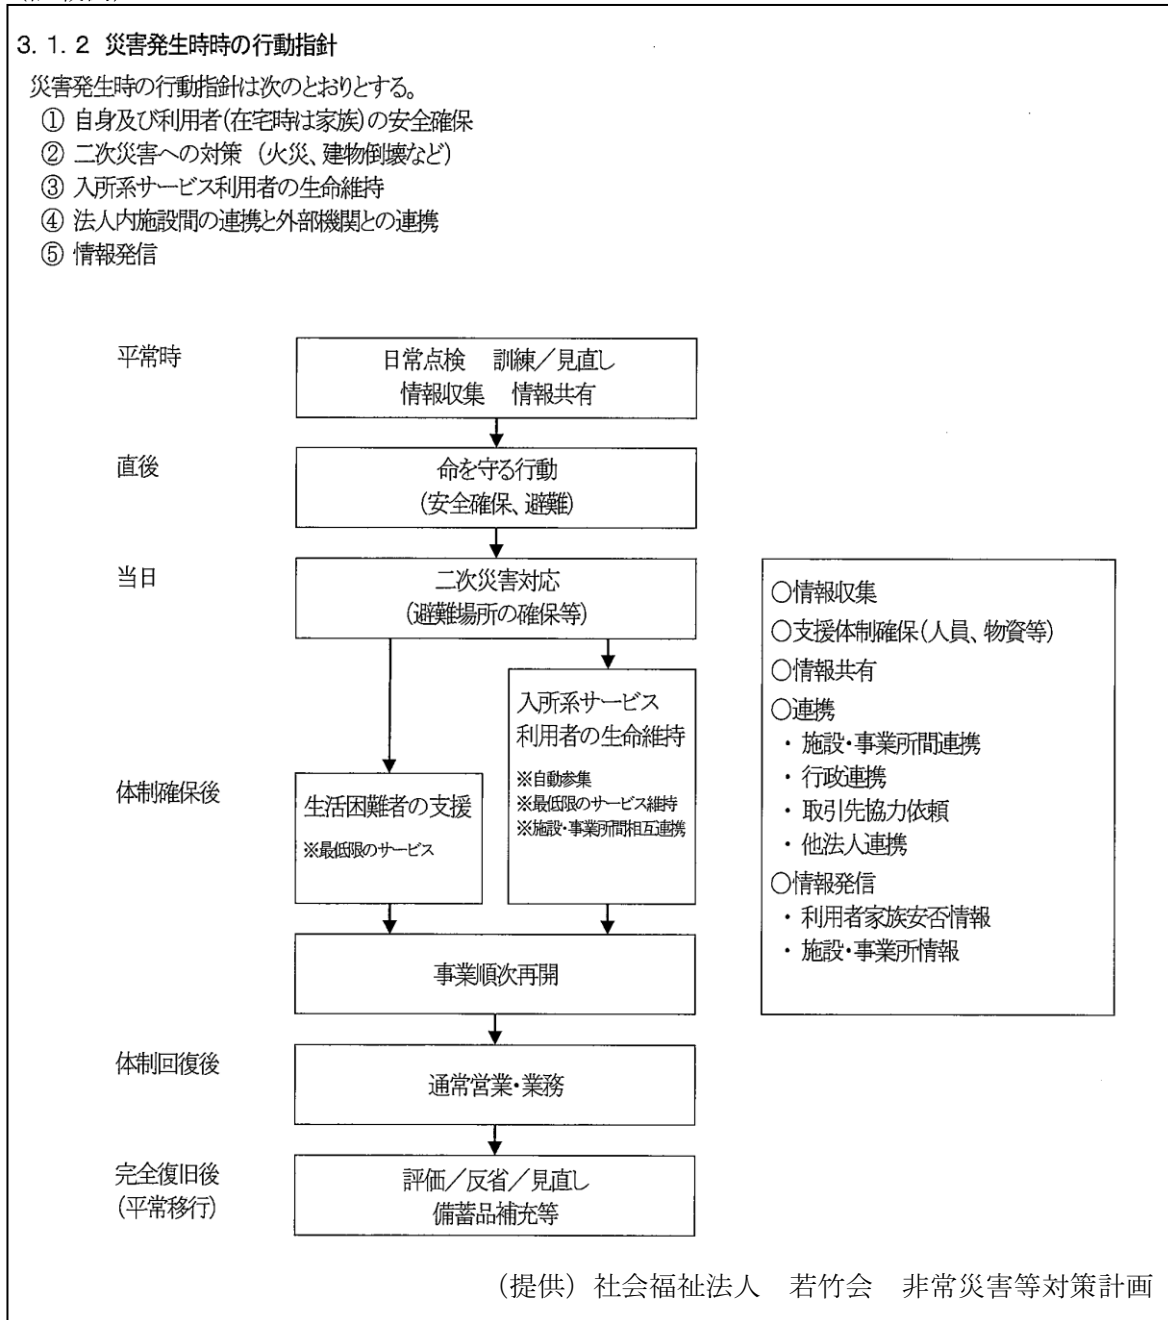 3. 1. 2 災害発生時時の行動指針
災害発生時の行動指針は次のとおりとする。
① 自身及び利用者(在宅時は家族)の安全確保
② 二次災害への対策 (火災、建物倒壊など)
③ 入所系サービス利用者の生命維持
④ 法人内施設間の連携と外部機関との連携
⑤ 情報発信
平常時
日常点検 訓練/見直し
情報収集 情報共有
直後
命を守る行動
(安全確保、避難)
当日
二次災害対応
(避難場所の確保等)
入所系サービス
利用者の生命維持
※自動参集
※最低限のサービス維持
※施設・事業所間相互連携
体制確保後
生活困難者の支援
※最低限のサービス
事業順次再開
体制回復後
通常営業・業務
完全復旧後
(平常移行)
評価/反省/見直し
備蓄品補充等
○情報収集
○支援体制確保(人員、物資等)
○情報共有
○連携
・ 施設・事業所間連携
・ 行政連携
・ 取引先協力依頼
・ 他法人連携
○情報発信
・ 利用者家族安否情報
・ 施設・事業所情報
(提供) 社会福祉法人 若竹会 非常災害等対策計画